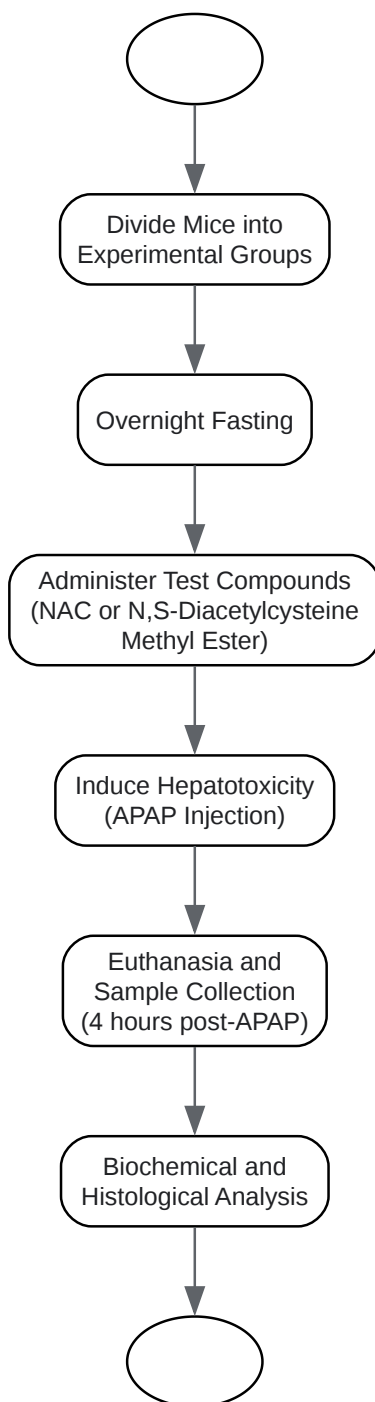 Divide Mice into
Experimental Groups
Overnight Fasting
Administer Test Compounds
(NAC or N,S-Diacetylcysteine
Methyl Ester)
Induce Hepatotoxicity
(APAP Injection)
Euthanasia and
Sample Collection
(4 hours post-APAP)
Biochemical and
Histological Analysis